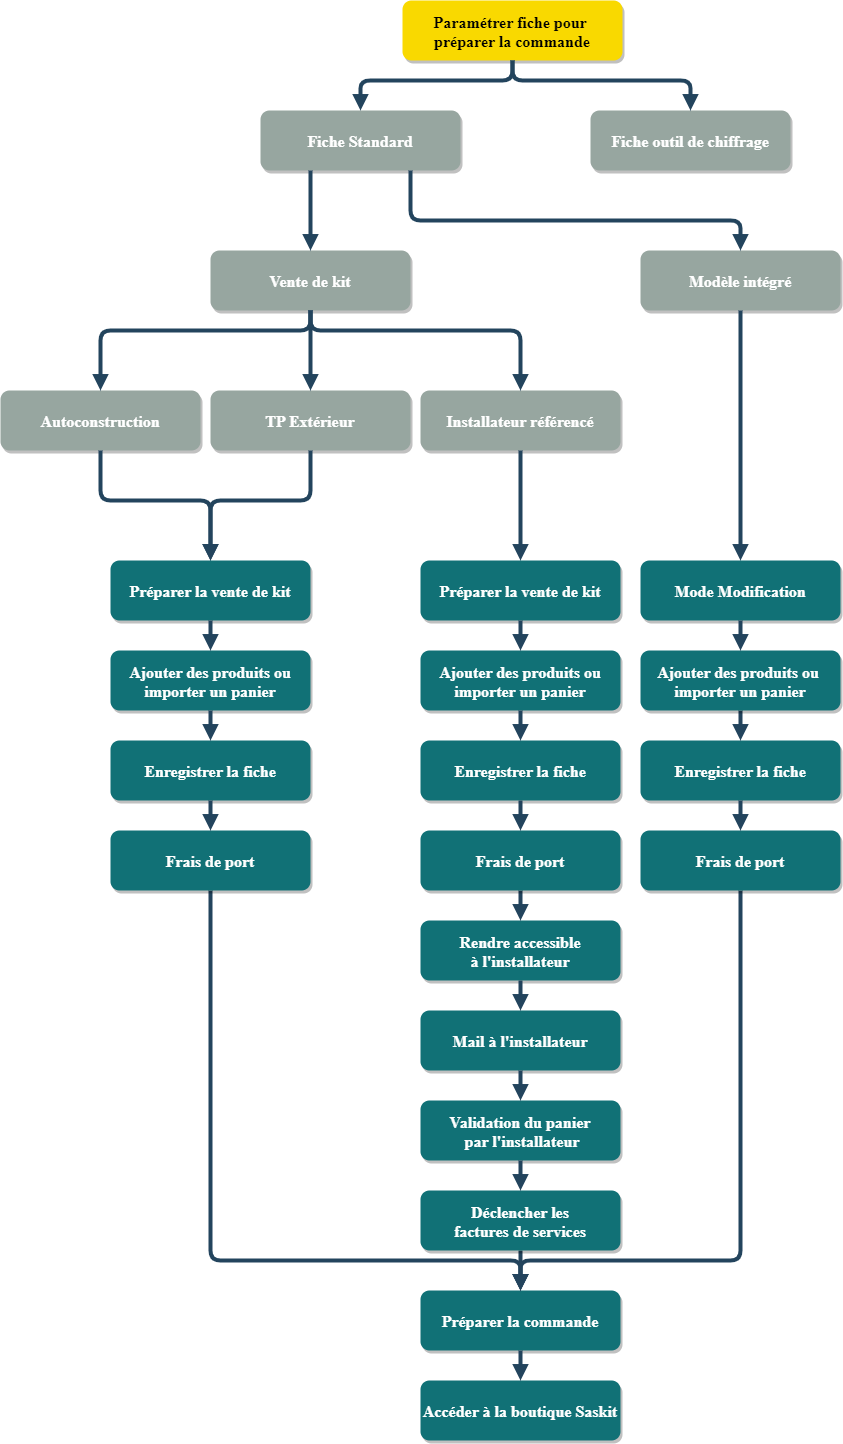 Paramétrer fiche pour
préparer la commande
Fiche Standard
Fiche outil de chiffrage
Vente de kit
Modèle intégré
Autoconstruction
TP Extérieur
Installateur référencé
Préparer la vente de kit
Préparer la vente de kit
Mode Modification
Ajouter des produits ou
importer un panier
Ajouter des produits ou
importer un panier
Ajouter des produits ou
importer un panier
Enregistrer la fiche
Enregistrer la fiche
Enregistrer la fiche
Frais de port
Frais de port
Frais de port
Rendre accessible
à l'installateur
Mail à l'installateur
Validation du panier
par l'installateur
Déclencher les
factures de services
Préparer la commande
Accéder à la boutique Saskit